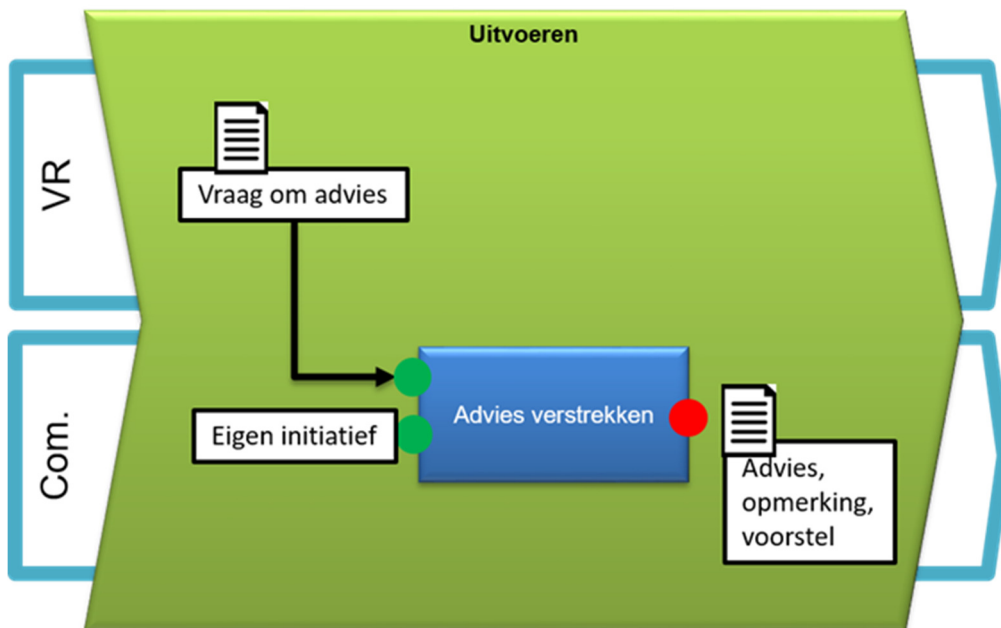 Uitvoeren
VR
Vraag om advies
Com.
Eigen initiatief
Advies verstrekken
Advies,
opmerking,
voorstel